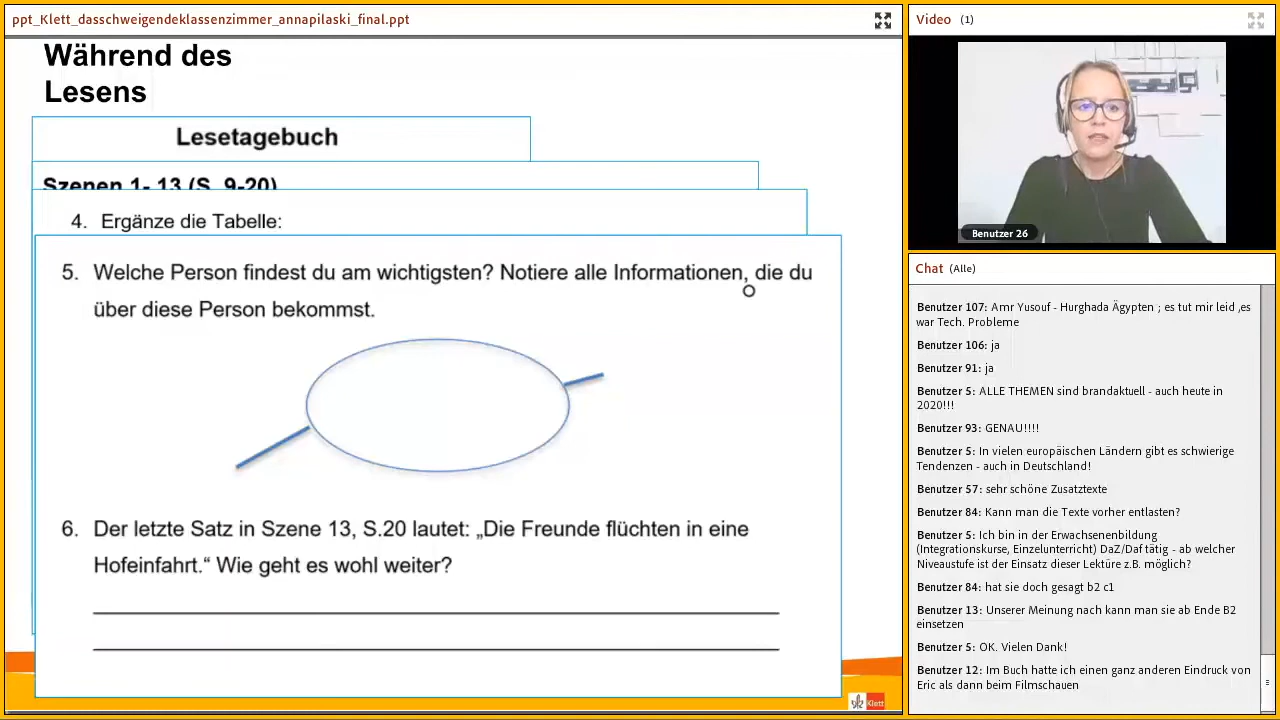 ppt_Klett_dasschweigendeklassenzimmer_annapilaski_final.ppt
Während des
Lesens
Lesetagebuch
Szenen 1- 13 (S. 9-20)
4. Ergänze die Tabelle:
5. Welche Person findest du am wichtigsten? Notiere alle Informationen, die du
über diese Person bekommst.
6. Der letzte Satz in Szene 13, S.20 lautet: „Die Freunde flüchten in eine
Hofeinfahrt.“ Wie geht es wohl weiter?
Klett
Video (1)
Benutzer 26
Chat (Alle)
Benutzer 107: Amr Yusouf - Hurghada Ägypten ; es tut mir leid ,es
war Tech. Probleme
Benutzer 106: ja
Benutzer 91: ja
Benutzer 5: ALLE THEMEN sind brandaktuell - auch heute in
2020!!!
Benutzer 93: GENAU!!!!
Benutzer 5: In vielen europäischen Ländern gibt es schwierige
Tendenzen - auch in Deutschland!
Benutzer 57: sehr schöne Zusatztexte
Benutzer 84: Kann man die Texte vorher entlasten?
Benutzer 5: Ich bin in der Erwachsenenbildung
(Integrationskurse, Einzelunterricht) DaZ/Daf tätig - ab welcher
Niveaustufe ist der Einsatz dieser Lektüre z.B. möglich?
Benutzer 84: hat sie doch gesagt b2 c1
Benutzer 13: Unserer Meinung nach kann man sie ab Ende B2
einsetzen
Benutzer 5: OK. Vielen Dank!
Benutzer 12: Im Buch hatte ich einen ganz anderen Eindruck von
Eric als dann beim Filmschauen